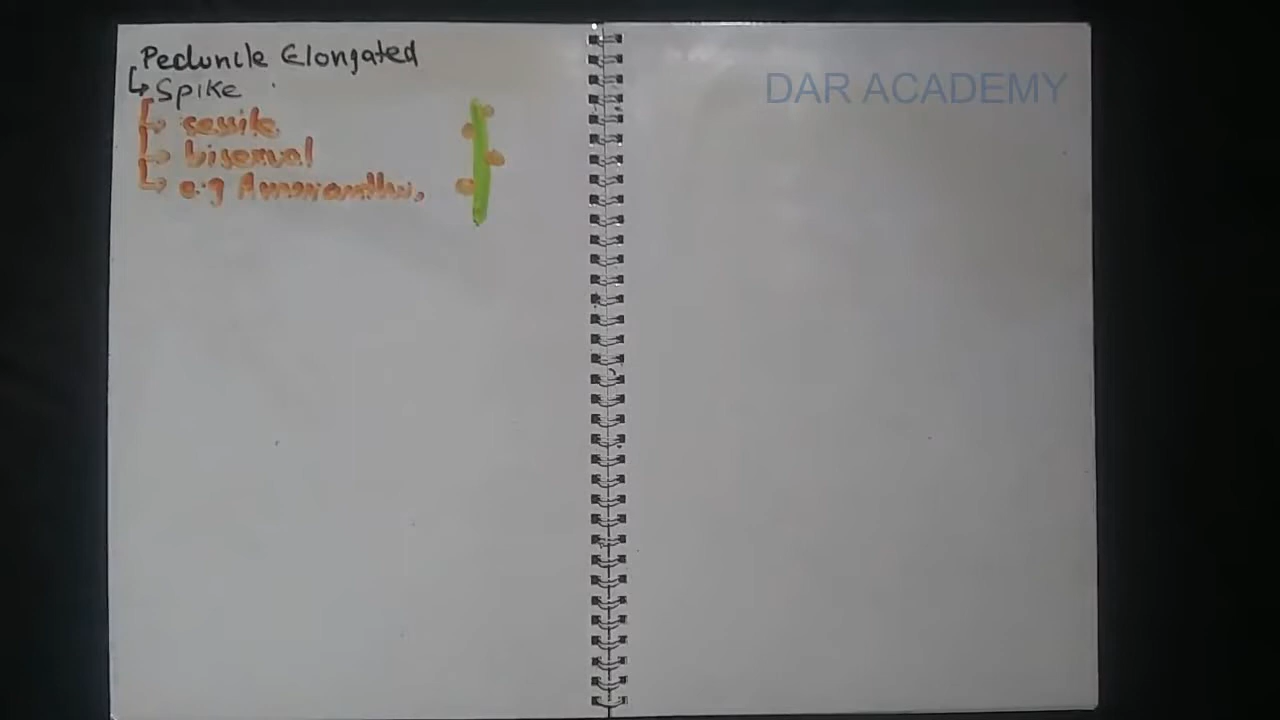 Peduncle Elongated
↳ Spike
↳ sessile
↳ bisexual
↳ e.g Amaranthus,
DAR ACADEMY